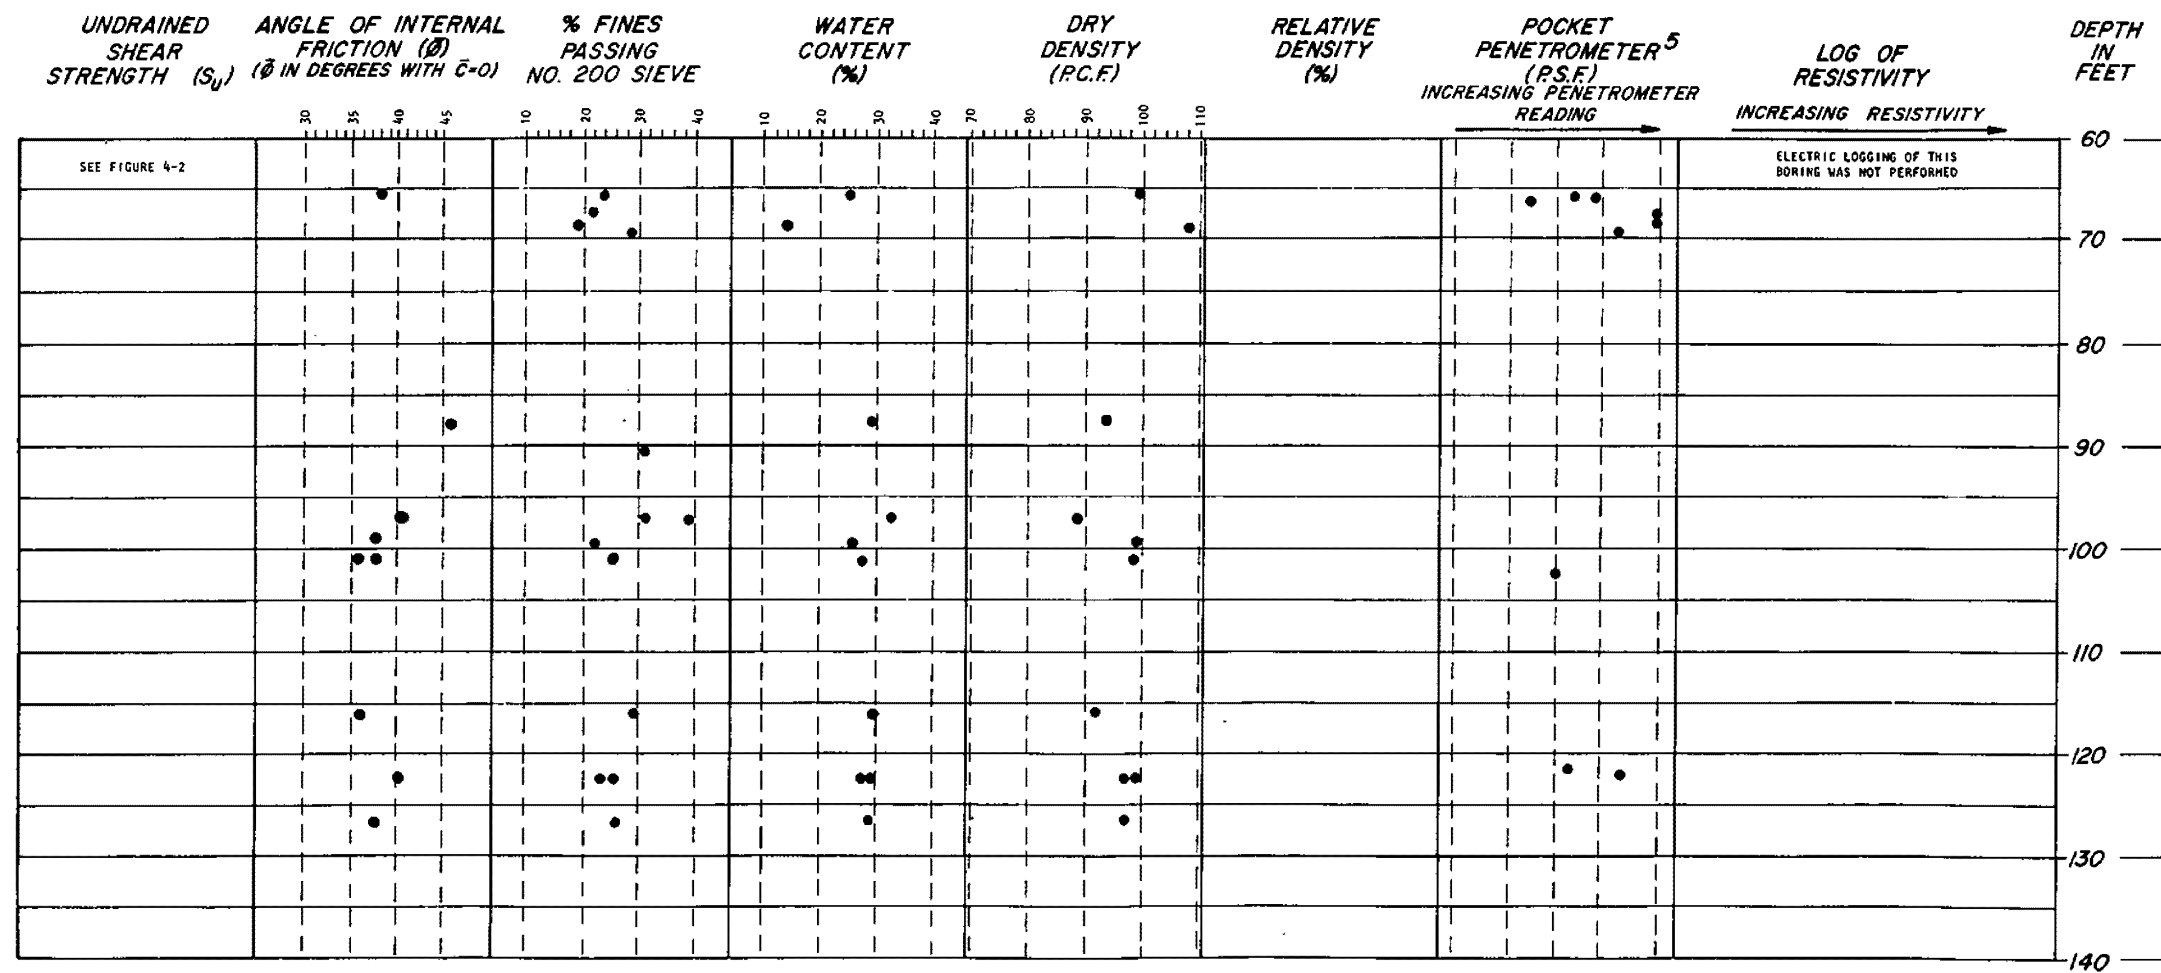 UNDRAINED
SHEAR
STRENGTH (Su)
ANGLE OF INTERNAL
FRICTION (Φ̄)
(Φ̄ IN DEGREES WITH C̄=0)
% FINES
PASSING
NO. 200 SIEVE
WATER
CONTENT
(%)
DRY
DENSITY
(P.C.F.)
RELATIVE
DENSITY
(%)
POCKET
PENETROMETER5
(P.S.F.)
INCREASING PENETROMETER
READING
LOG OF
RESISTIVITY
INCREASING RESISTIVITY
DEPTH
IN
FEET
30 35 40 45
10 20 30 40
10 20 30 40
70 80 90 100 110
SEE FIGURE 4-2
ELECTRIC LOGGING OF THIS
BORING WAS NOT PERFORMED
60
70
80
90
100
110
120
130
140